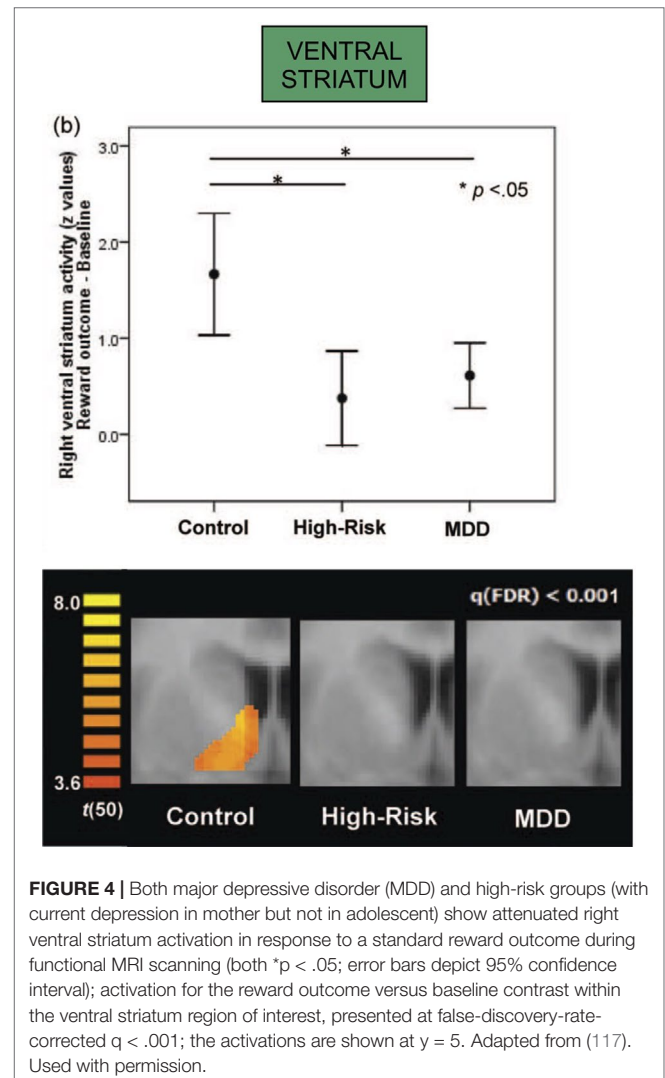 VENTRAL
STRIATUM
(b)
Right ventral striatum activity (z values)
Reward outcome - Baseline
3.0
2.0
1.0
0.0
*
*
* p <.05
Control High-Risk MDD
8.0
3.6
t(50)
q(FDR) < 0.001
Control High-Risk MDD
FIGURE 4 | Both major depressive disorder (MDD) and high-risk groups (with
current depression in mother but not in adolescent) show attenuated right
ventral striatum activation in response to a standard reward outcome during
functional MRI scanning (both *p < .05; error bars depict 95% confidence
interval); activation for the reward outcome versus baseline contrast within
the ventral striatum region of interest, presented at false-discovery-rate-
corrected q < .001; the activations are shown at y = 5. Adapted from (117).
Used with permission.